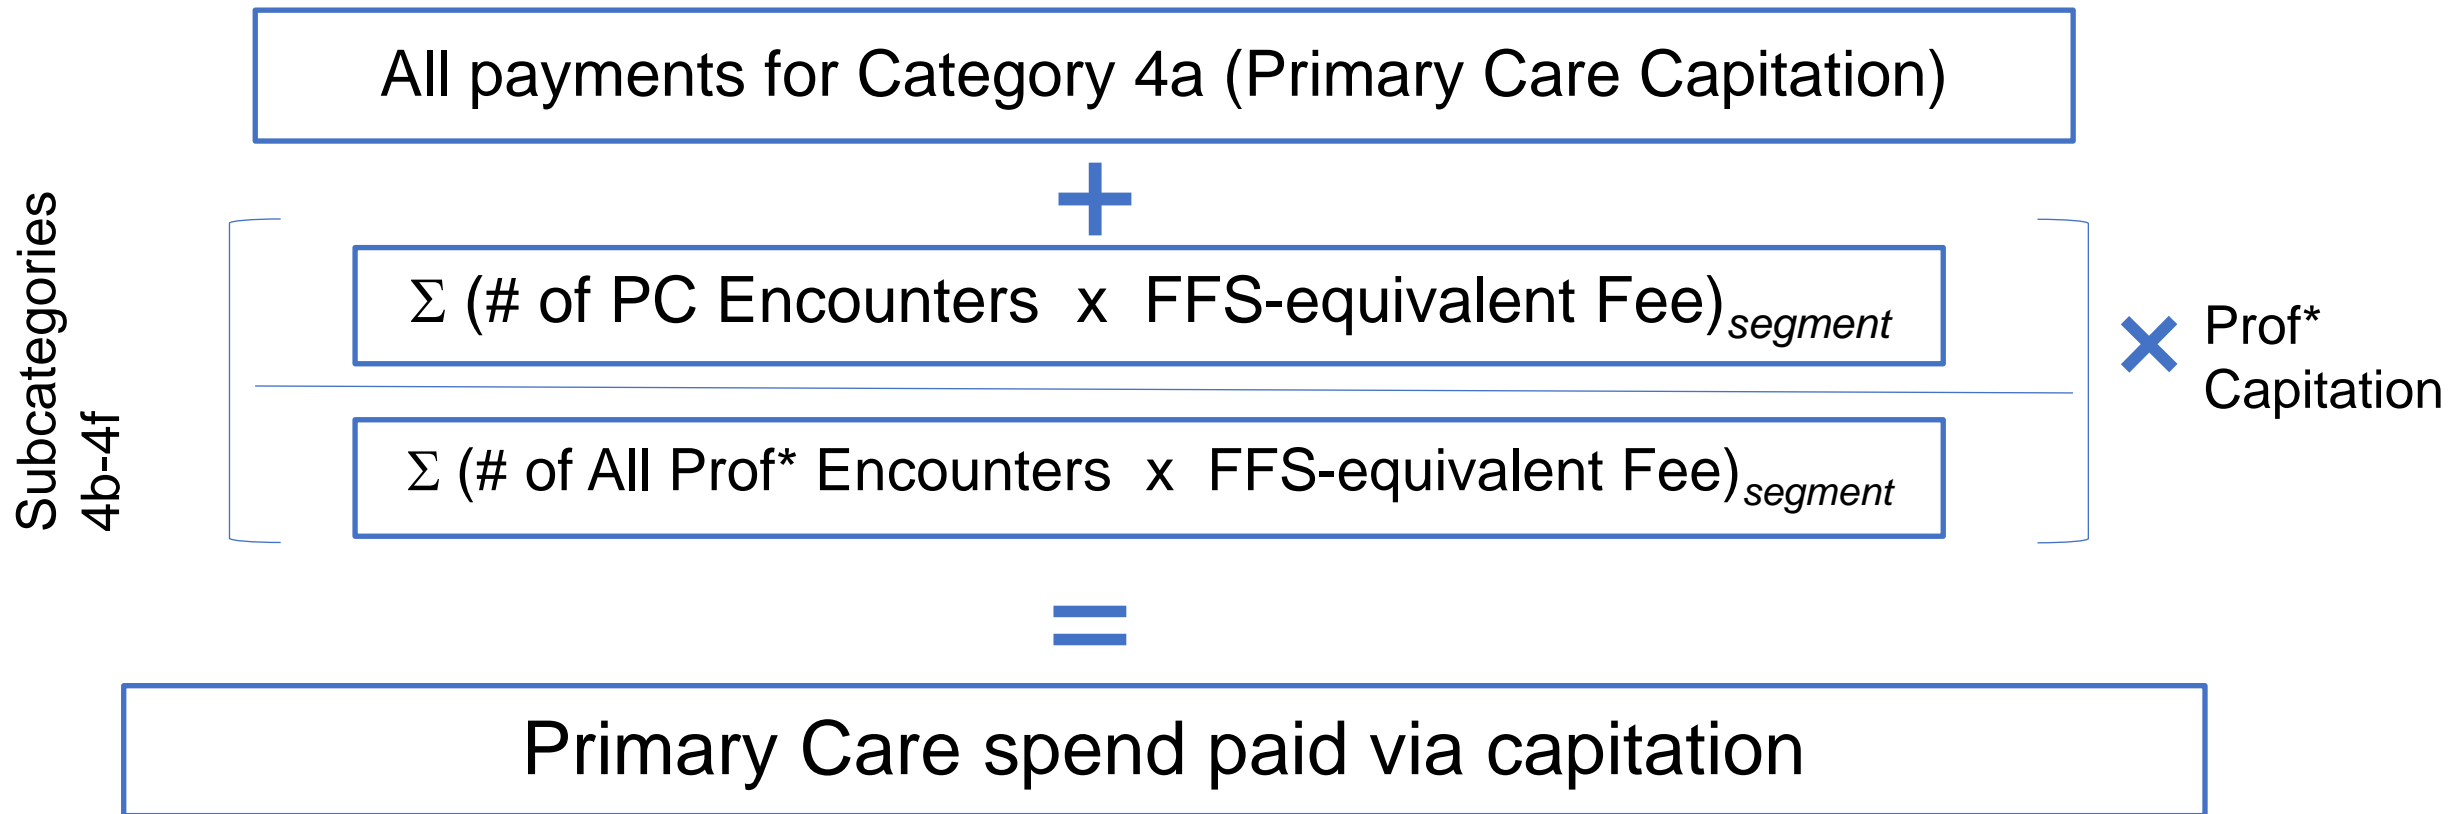 All payments for Category 4a (Primary Care Capitation)
+
Subcategories
4b-4f
Σ (# of PC Encounters x FFS-equivalent Fee)segment
Σ (# of All Prof* Encounters x FFS-equivalent Fee)segment
×
Prof*
Capitation
=
Primary Care spend paid via capitation